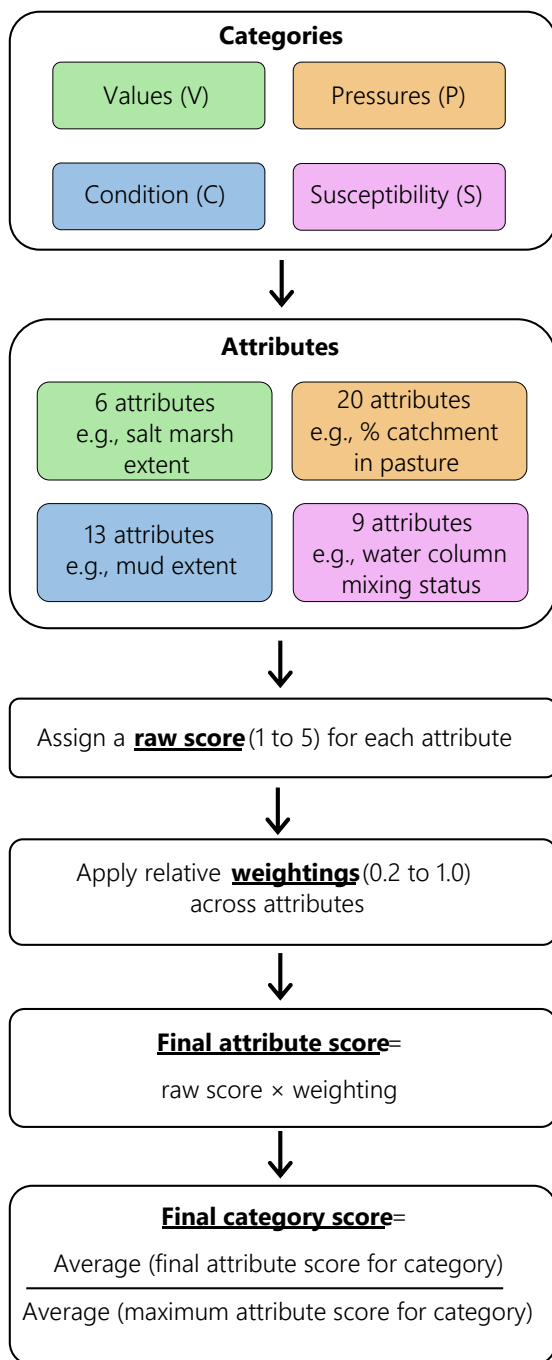 Categories
Values (V)
Pressures (P)
Condition (C)
Susceptibility (S)
Attributes
6 attributes
e.g., salt marsh
extent
20 attributes
e.g., % catchment
in pasture
13 attributes
e.g., mud extent
9 attributes
e.g., water column
mixing status
Assign a raw score (1 to 5) for each attribute
Apply relative weightings (0.2 to 1.0)
across attributes
Final attribute score=
raw score × weighting
Final category score=
Average (final attribute score for category)
Average (maximum attribute score for category)